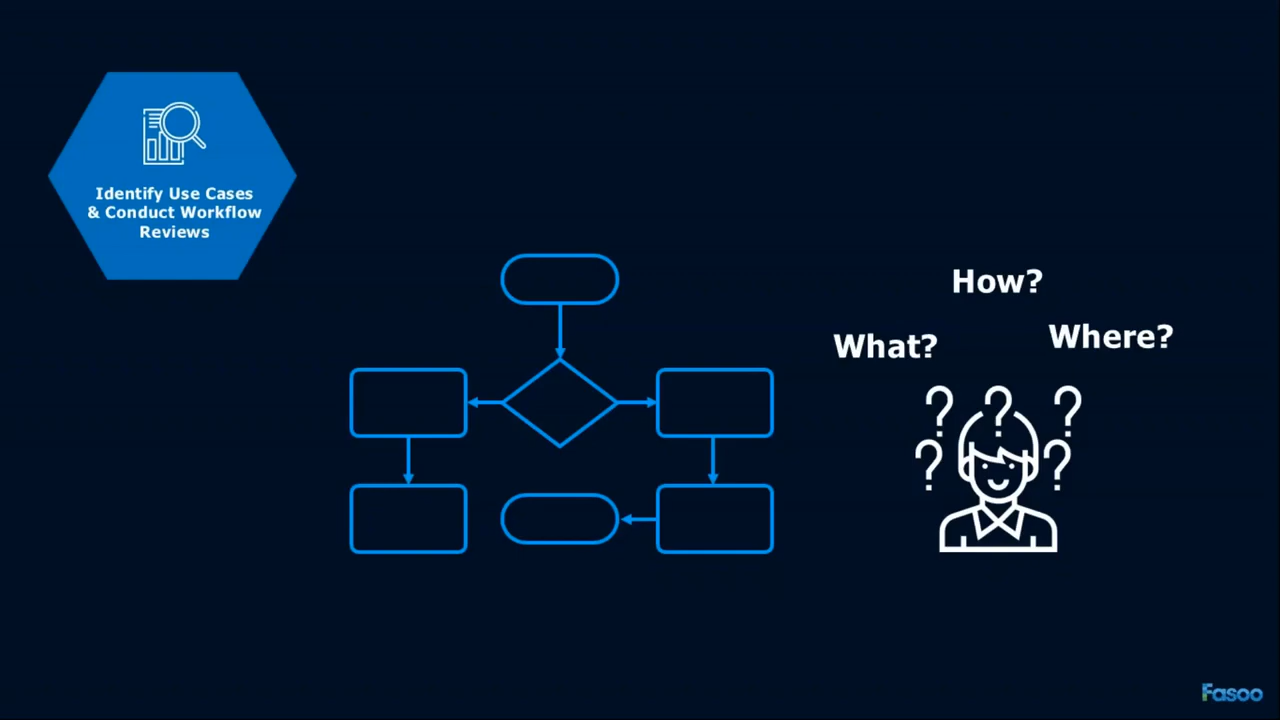 Identify Use Cases
& Conduct Workflow
Reviews
How?
What?
Where?
? ? ?
? ?
Fasoo